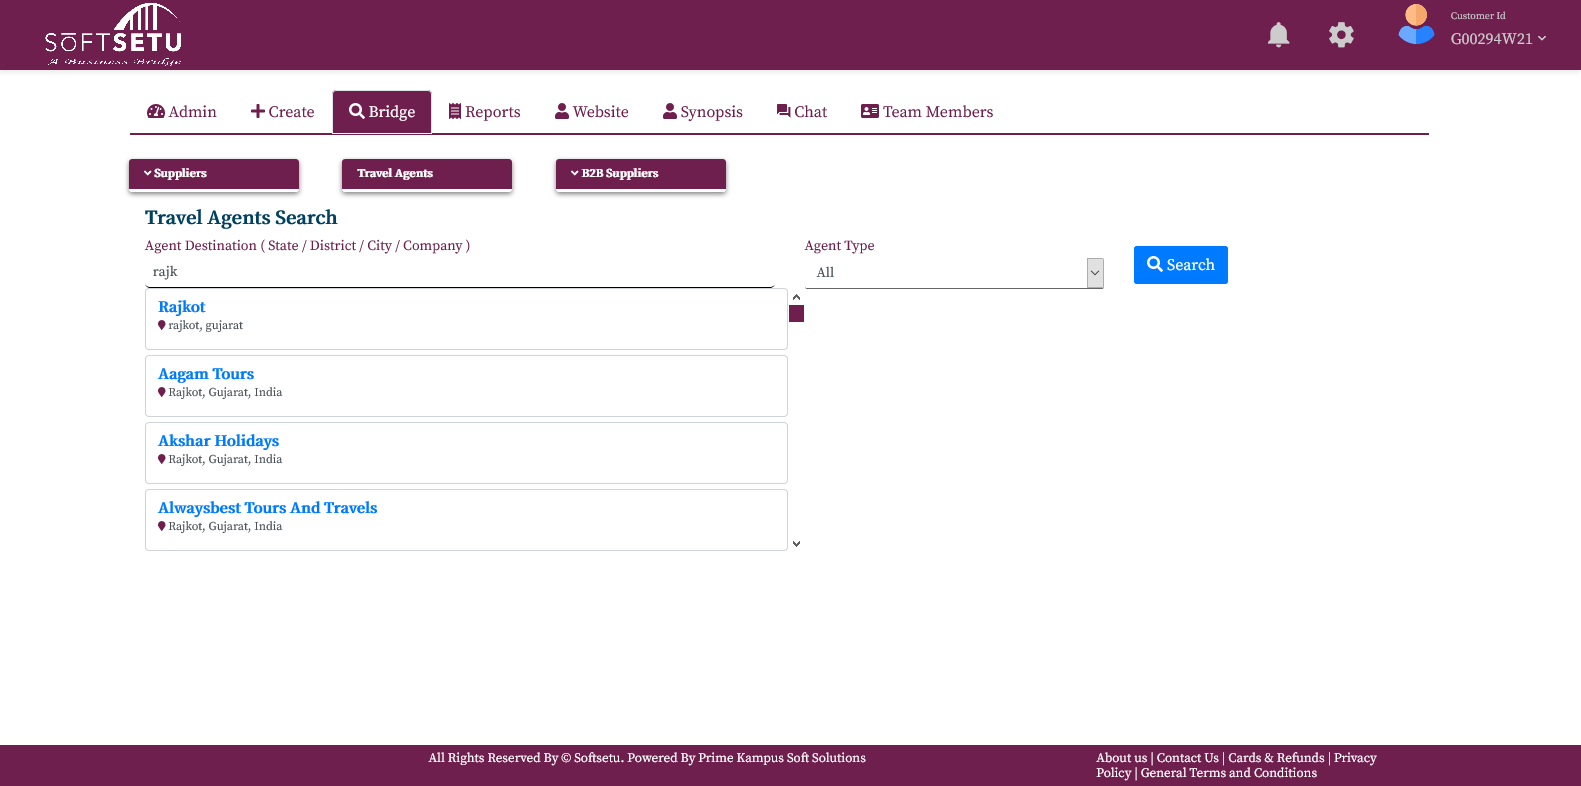 SOFTSETU
A Business Bridge
Customer Id
G00294W21
Admin
Create
Bridge
Reports
Website
Synopsis
Chat
Team Members
Suppliers
Travel Agents
B2B Suppliers
Travel Agents Search
Agent Destination ( State / District / City / Company )
Agent Type
rajk
All
Search
Rajkot
rajkot, gujarat
Aagam Tours
Rajkot, Gujarat, India
Akshar Holidays
Rajkot, Gujarat, India
Alwaysbest Tours And Travels
Rajkot, Gujarat, India
All Rights Reserved By © Softsetu. Powered By Prime Kampus Soft Solutions
About us | Contact Us | Cards & Refunds | Privacy
Policy | General Terms and Conditions